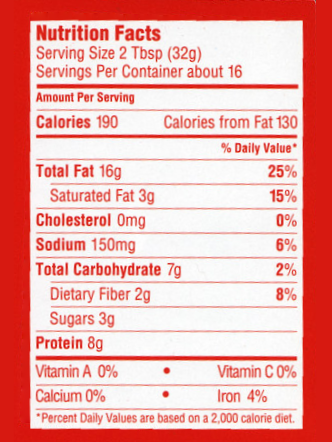 Nutrition Facts
Serving Size 2 Tbsp (32g)
Servings Per Container about 16
Amount Per Serving
Calories 190 Calories from Fat 130
% Daily Value*
Total Fat 16g 25%
Saturated Fat 3g 15%
Cholesterol 0mg 0%
Sodium 150mg 6%
Total Carbohydrate 7g 2%
Dietary Fiber 2g 8%
Sugars 3g
Protein 8g
Vitamin A 0% • Vitamin C 0%
Calcium 0% • Iron 4%
*Percent Daily Values are based on a 2,000 calorie diet.